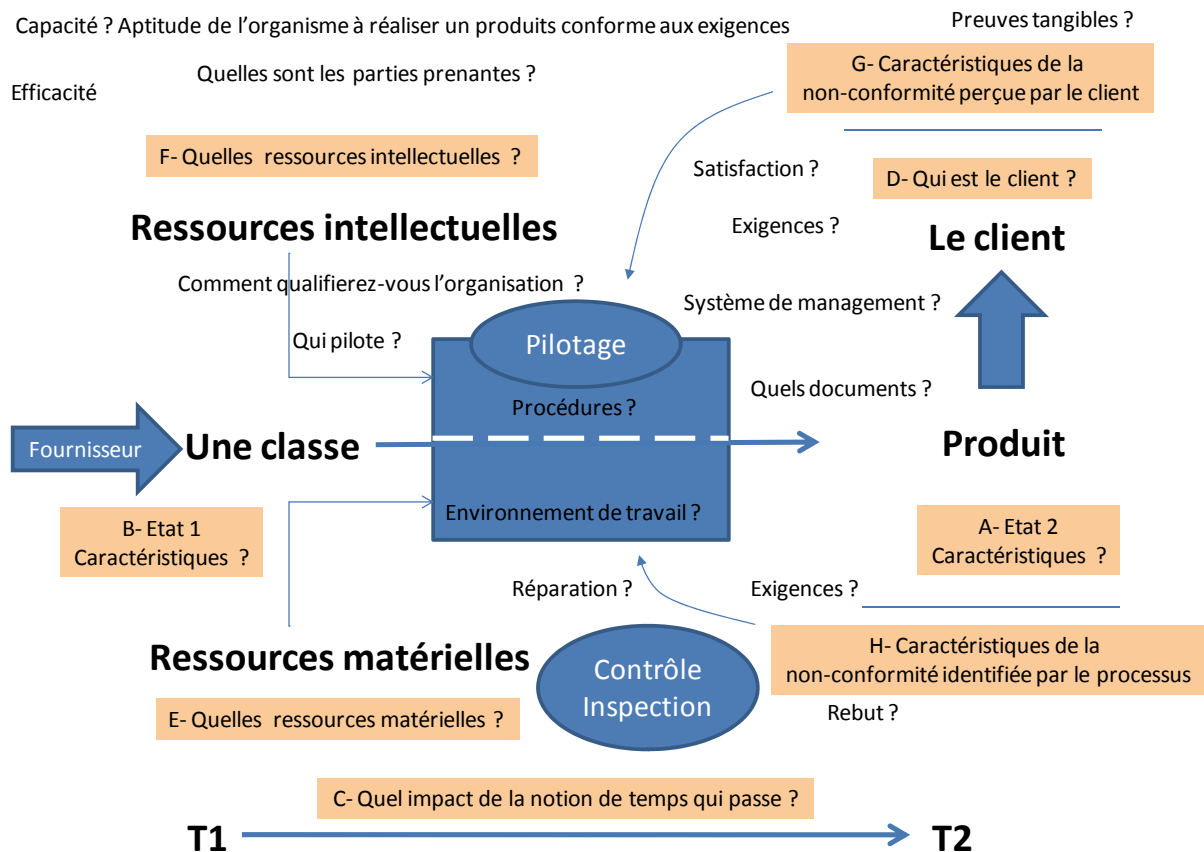 Capacité ? Aptitude de l'organisme à réaliser un produits conforme aux exigences
Preuves tangibles ?
Quelles sont les parties prenantes ?
Efficacité
G- Caractéristiques de la
non-conformité perçue par le client
F- Quelles ressources intellectuelles ?
Satisfaction ?
D- Qui est le client ?
Ressources intellectuelles
Exigences ?
Le client
Comment qualifierez-vous l'organisation ?
Système de management ?
Qui pilote ?
Pilotage
Quels documents ?
Procédures ?
Fournisseur
Une classe
Produit
Environnement de travail ?
B- Etat 1
Caractéristiques ?
A- Etat 2
Caractéristiques ?
Réparation ?
Exigences ?
Ressources matérielles
Contrôle
Inspection
H- Caractéristiques de la
non-conformité identifiée par le processus
E- Quelles ressources matérielles ?
Rebut ?
C- Quel impact de la notion de temps qui passe ?
T1
T2